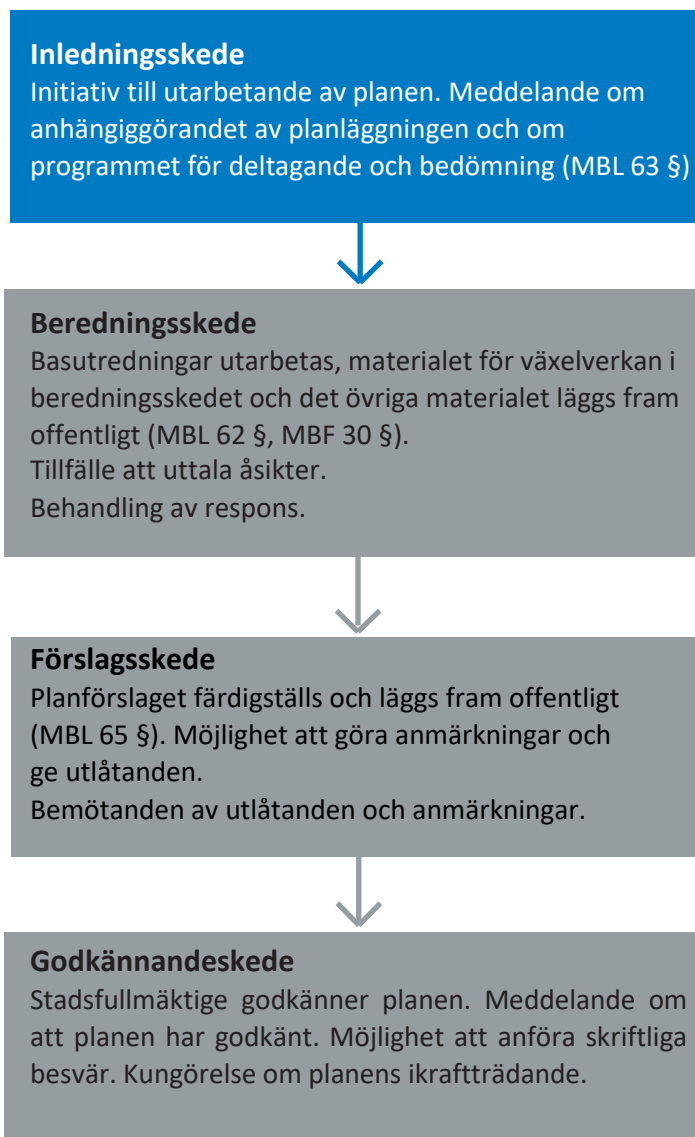 Inledningsskede
Initiativ till utarbetande av planen. Meddelande om
anhängiggörandet av planläggningen och om
programmet för deltagande och bedömning (MBL 63 §)
Beredningsskede
Basutredningar utarbetas, materialet för växelverkan i
beredningsskedet och det övriga materialet läggs fram
offentligt (MBL 62 §, MBF 30 §).
Tillfälle att uttala åsikter.
Behandling av respons.
Förslagsskede
Planförslaget färdigställs och läggs fram offentligt
(MBL 65 §). Möjlighet att göra anmärkningar och
ge utlåtanden.
Bemötanden av utlåtanden och anmärkningar.
Godkännandeskede
Stadsfullmäktige godkänner planen. Meddelande om
att planen har godkänt. Möjlighet att anföra skriftliga
besvär. Kungörelse om planens ikraftträdande.